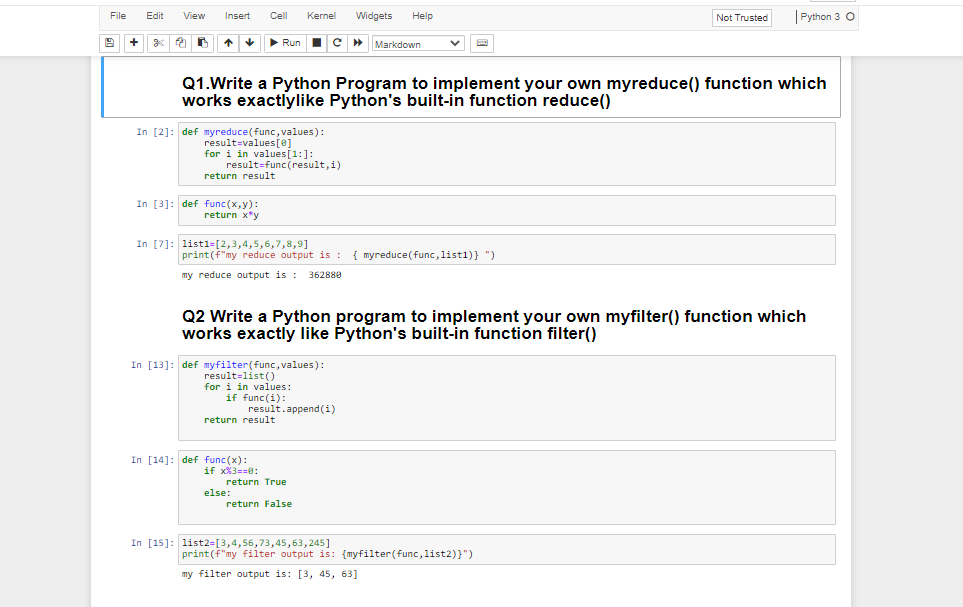 File Edit View Insert Cell Kernel Widgets Help Not Trusted Python 3
Run Markdown
Q1.Write a Python Program to implement your own myreduce() function which
works exactlylike Python's built-in function reduce()
In [2]: def myreduce(func,values):
result=values[0]
for i in values[1:]:
result=func(result,i)
return result
In [3]: def func(x,y):
return x*y
In [7]: list1=[2,3,4,5,6,7,8,9]
print(f"my reduce output is :  { myreduce(func,list1)} ")
my reduce output is :  362880
Q2 Write a Python program to implement your own myfilter() function which
works exactly like Python's built-in function filter()
In [13]: def myfilter(func,values):
result=list()
for i in values:
if func(i):
result.append(i)
return result
In [14]: def func(x):
if x%3==0:
return True
else:
return False
In [15]: list2=[3,4,56,73,45,63,245]
print(f"my filter output is: {myfilter(func,list2)}")
my filter output is: [3, 45, 63]